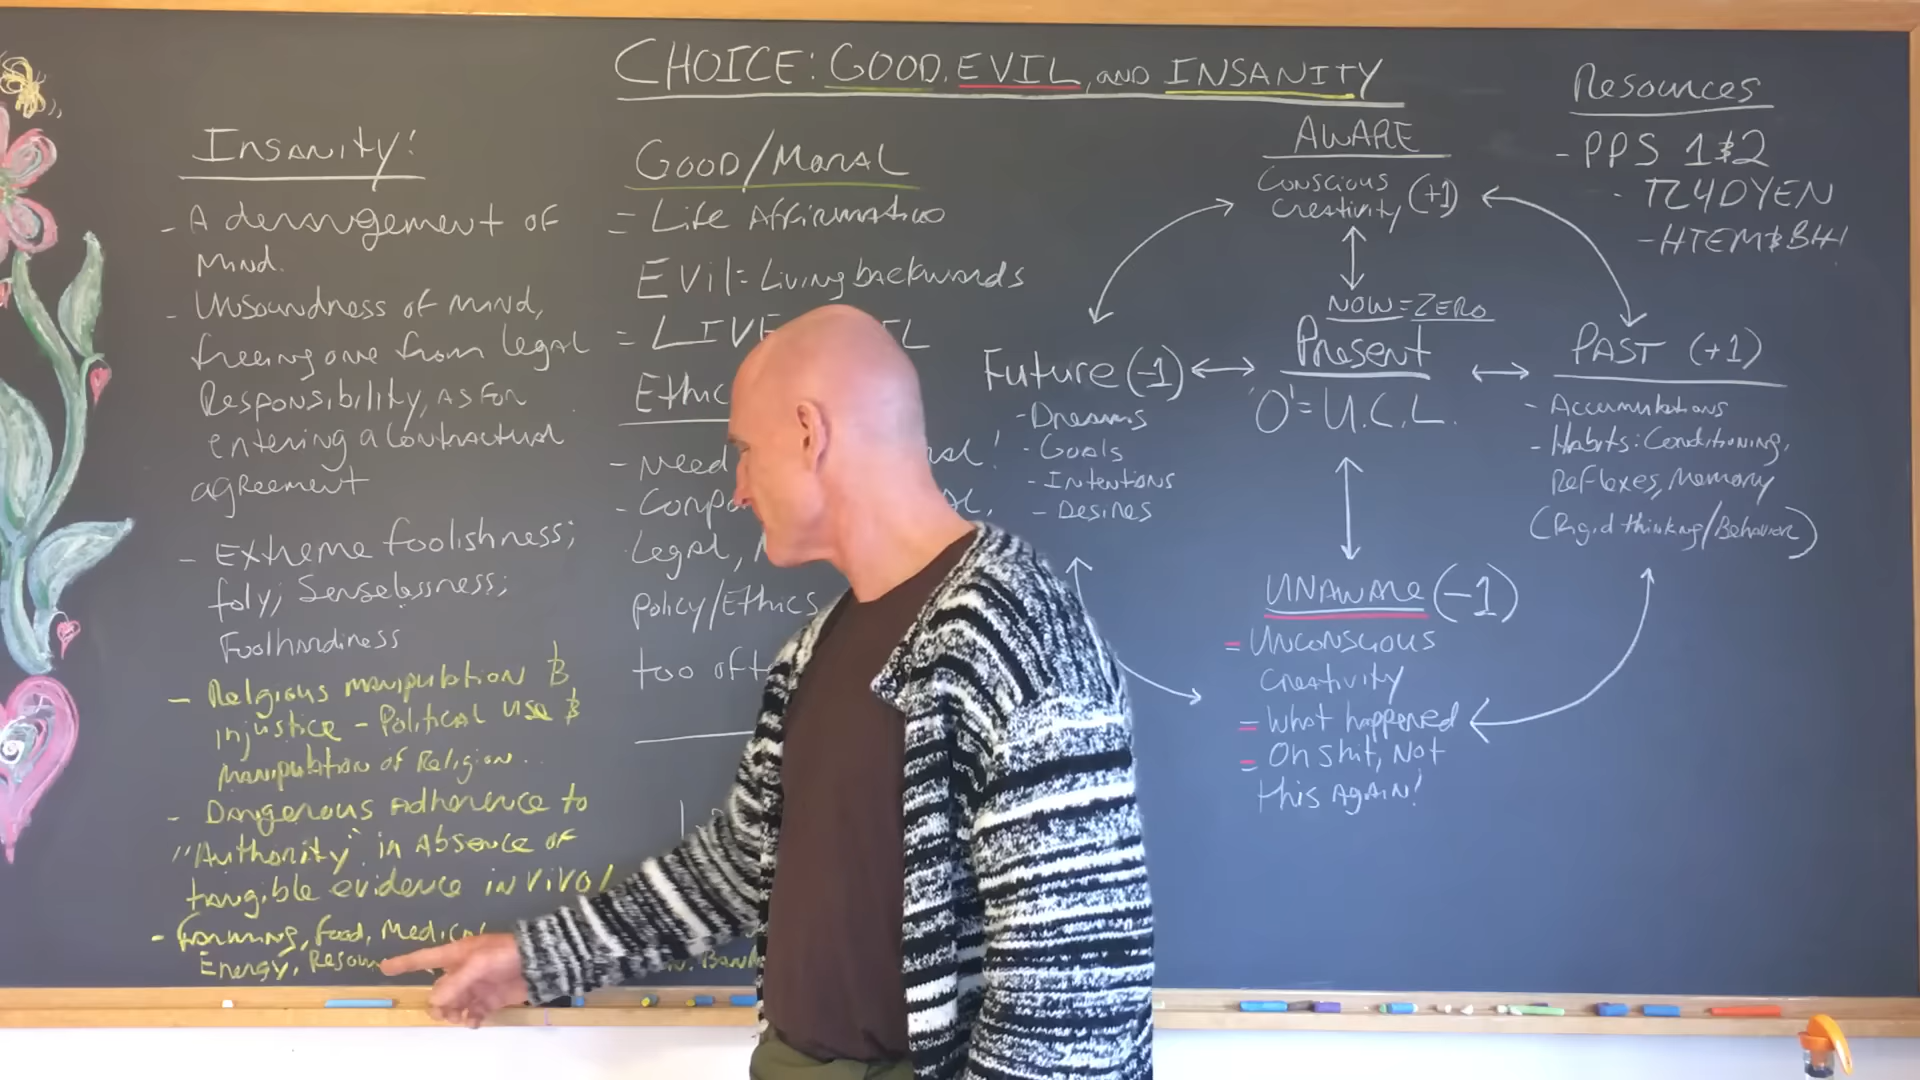 CHOICE: GOOD, EVIL, AND INSANITY
INSANITY!
- A derangement of
Mind.
- Unsoundness of mind,
freeing one from legal
Responsibility, as for
entering a contractual
agreement
- Extreme foolishness;
foly; Senselessness;
Foolhardiness
- Religious manipulation &
injustice - Political use &
manipulation of Religion..
- Dangerous adherence to
"Authority" in absence of
tangible evidence in vivo!
- Farming, Food, Medical
Energy, Resour
GOOD/MORAL
= Life Affirmative
Evil = Living backwards
= LIVE
Ethic
- Need
- Corpo
Legal,
Policy/Ethics
too oft
AWARE
Conscious
Creativity (+1)
NOW = ZERO
Present
'0' = U.C.L.
Future (-1)
- Dreams
- Goals
- Intentions
- Desires
PAST (+1)
- Accumulations
- Habits: Conditioning,
Reflexes, Memory
(Rigid thinking/Behavior)
UNAWARE (-1)
= Unconscious
Creativity
= What happened
= Oh shit, Not
this AGAIN!
Resources
- PPS 1&2
- TL4DYEN
- HTEM&BH!